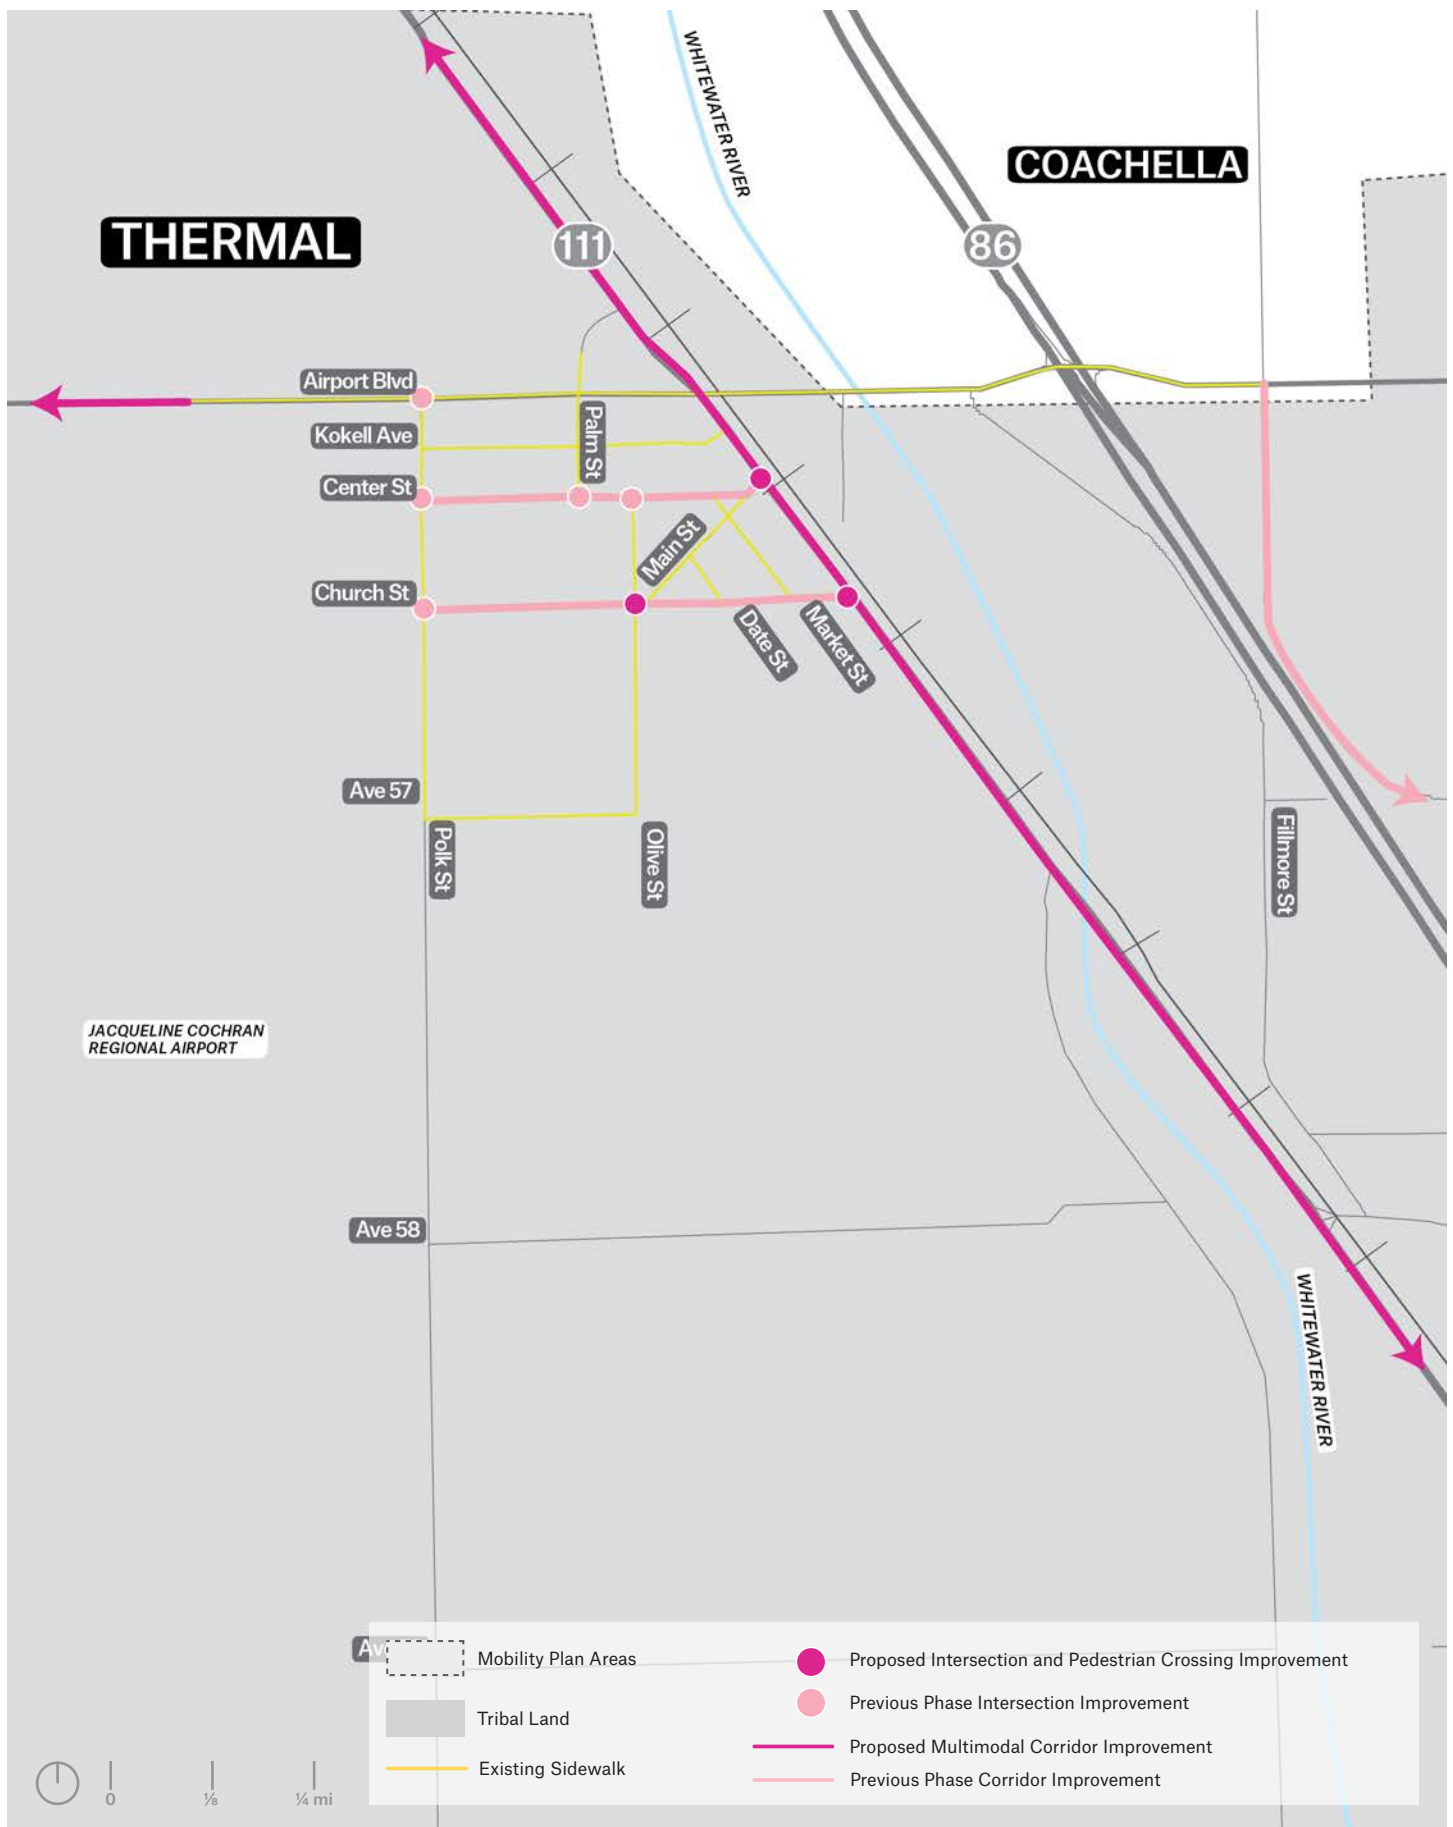 WHITEWATER RIVER
COACHELLA
THERMAL
111
86
Airport Blvd
Kokell Ave
Palm St
Center St
Main St
Church St
Date St
Market St
Ave 57
Polk St
Olive St
Fillmore St
JACQUELINE COCHRAN
REGIONAL AIRPORT
Ave 58
WHITEWATER RIVER
Mobility Plan Areas
Tribal Land
Existing Sidewalk
Proposed Intersection and Pedestrian Crossing Improvement
Previous Phase Intersection Improvement
Proposed Multimodal Corridor Improvement
Previous Phase Corridor Improvement
0
⅛
¼ mi